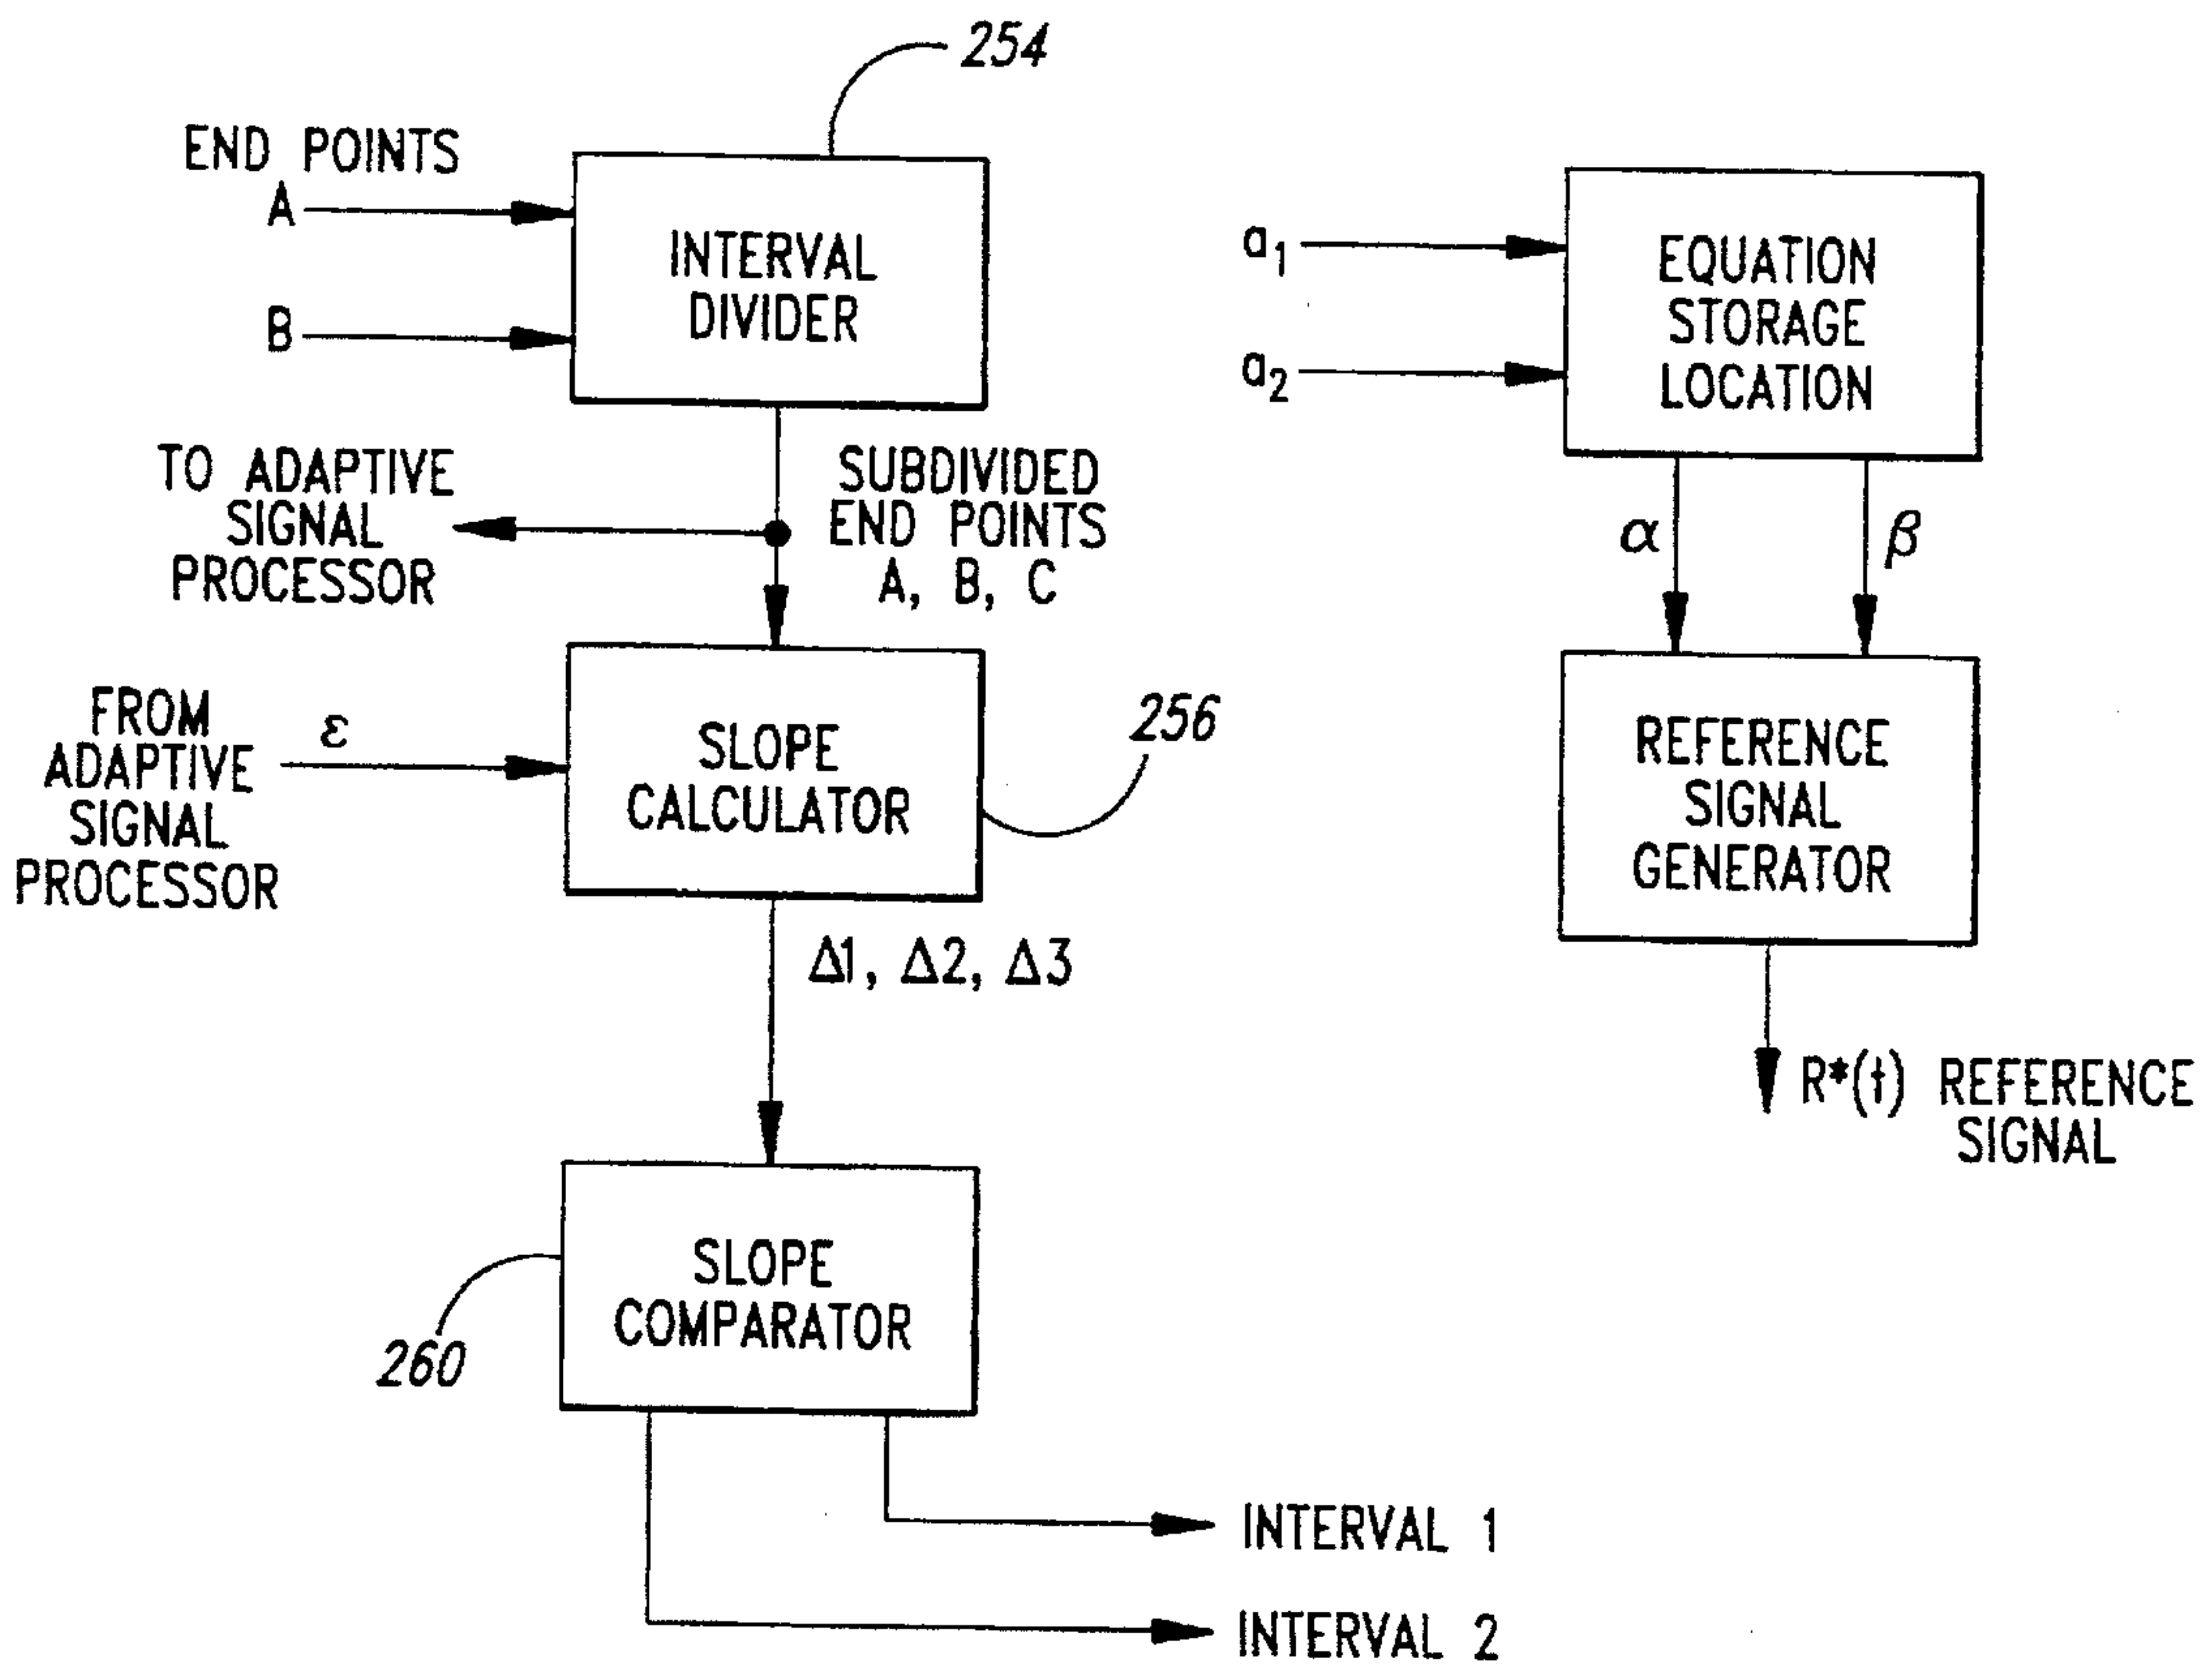 254
END POINTS
A
B
INTERVAL
DIVIDER
TO ADAPTIVE
SIGNAL
PROCESSOR
SUBDIVIDED
END POINTS
A, B, C
FROM
ADAPTIVE
SIGNAL
PROCESSOR
ε
SLOPE
CALCULATOR
256
Δ1, Δ2, Δ3
SLOPE
COMPARATOR
260
INTERVAL 1
INTERVAL 2
a₁
a₂
EQUATION
STORAGE
LOCATION
α
β
REFERENCE
SIGNAL
GENERATOR
R*(t) REFERENCE
SIGNAL